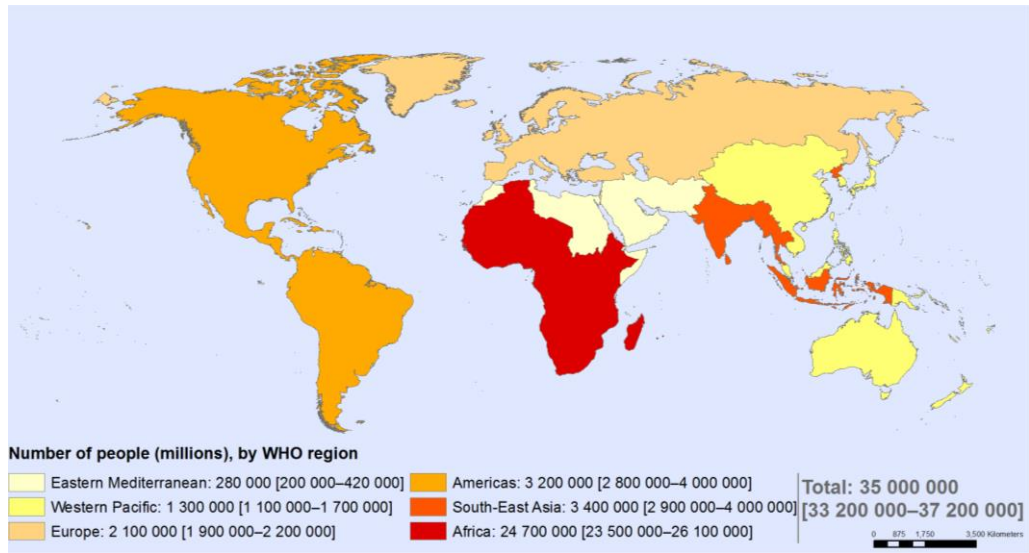 Number of people (millions), by WHO region
Eastern Mediterranean: 280 000 [200 000–420 000]
Western Pacific: 1 300 000 [1 100 000–1 700 000]
Europe: 2 100 000 [1 900 000–2 200 000]
Americas: 3 200 000 [2 800 000–4 000 000]
South-East Asia: 3 400 000 [2 900 000–4 000 000]
Africa: 24 700 000 [23 500 000–26 100 000]
Total: 35 000 000
[33 200 000–37 200 000]
0 875 1,750 3,500 Kilometers